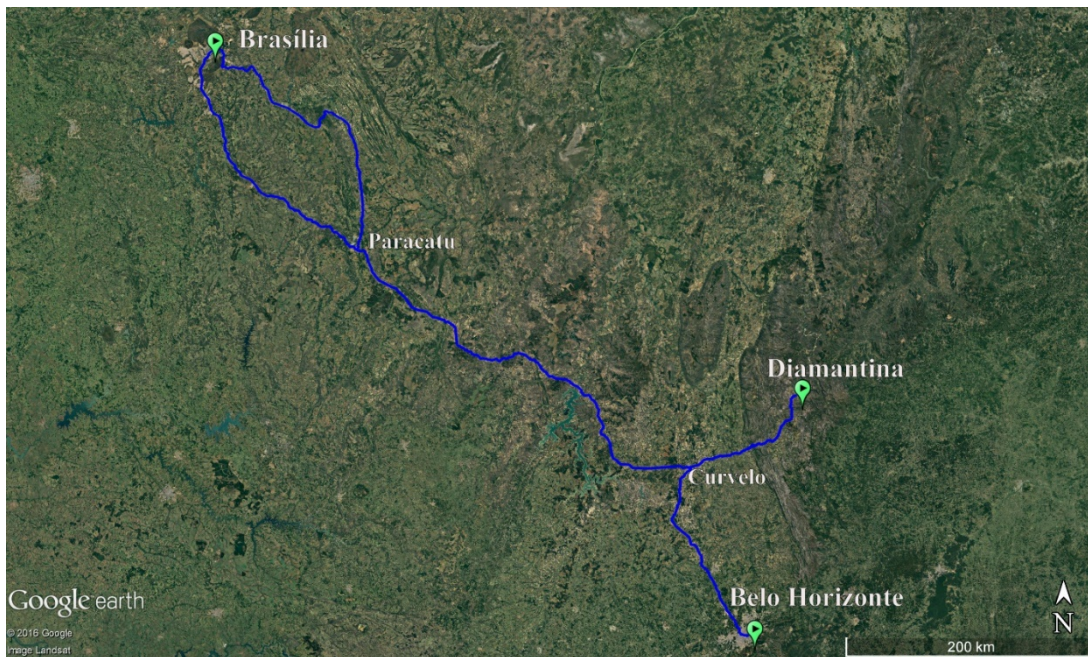 Brasília
Paracatu
Diamantina
Curvelo
Belo Horizonte
Google earth
© 2016 Google
Image Landsat
N
200 km